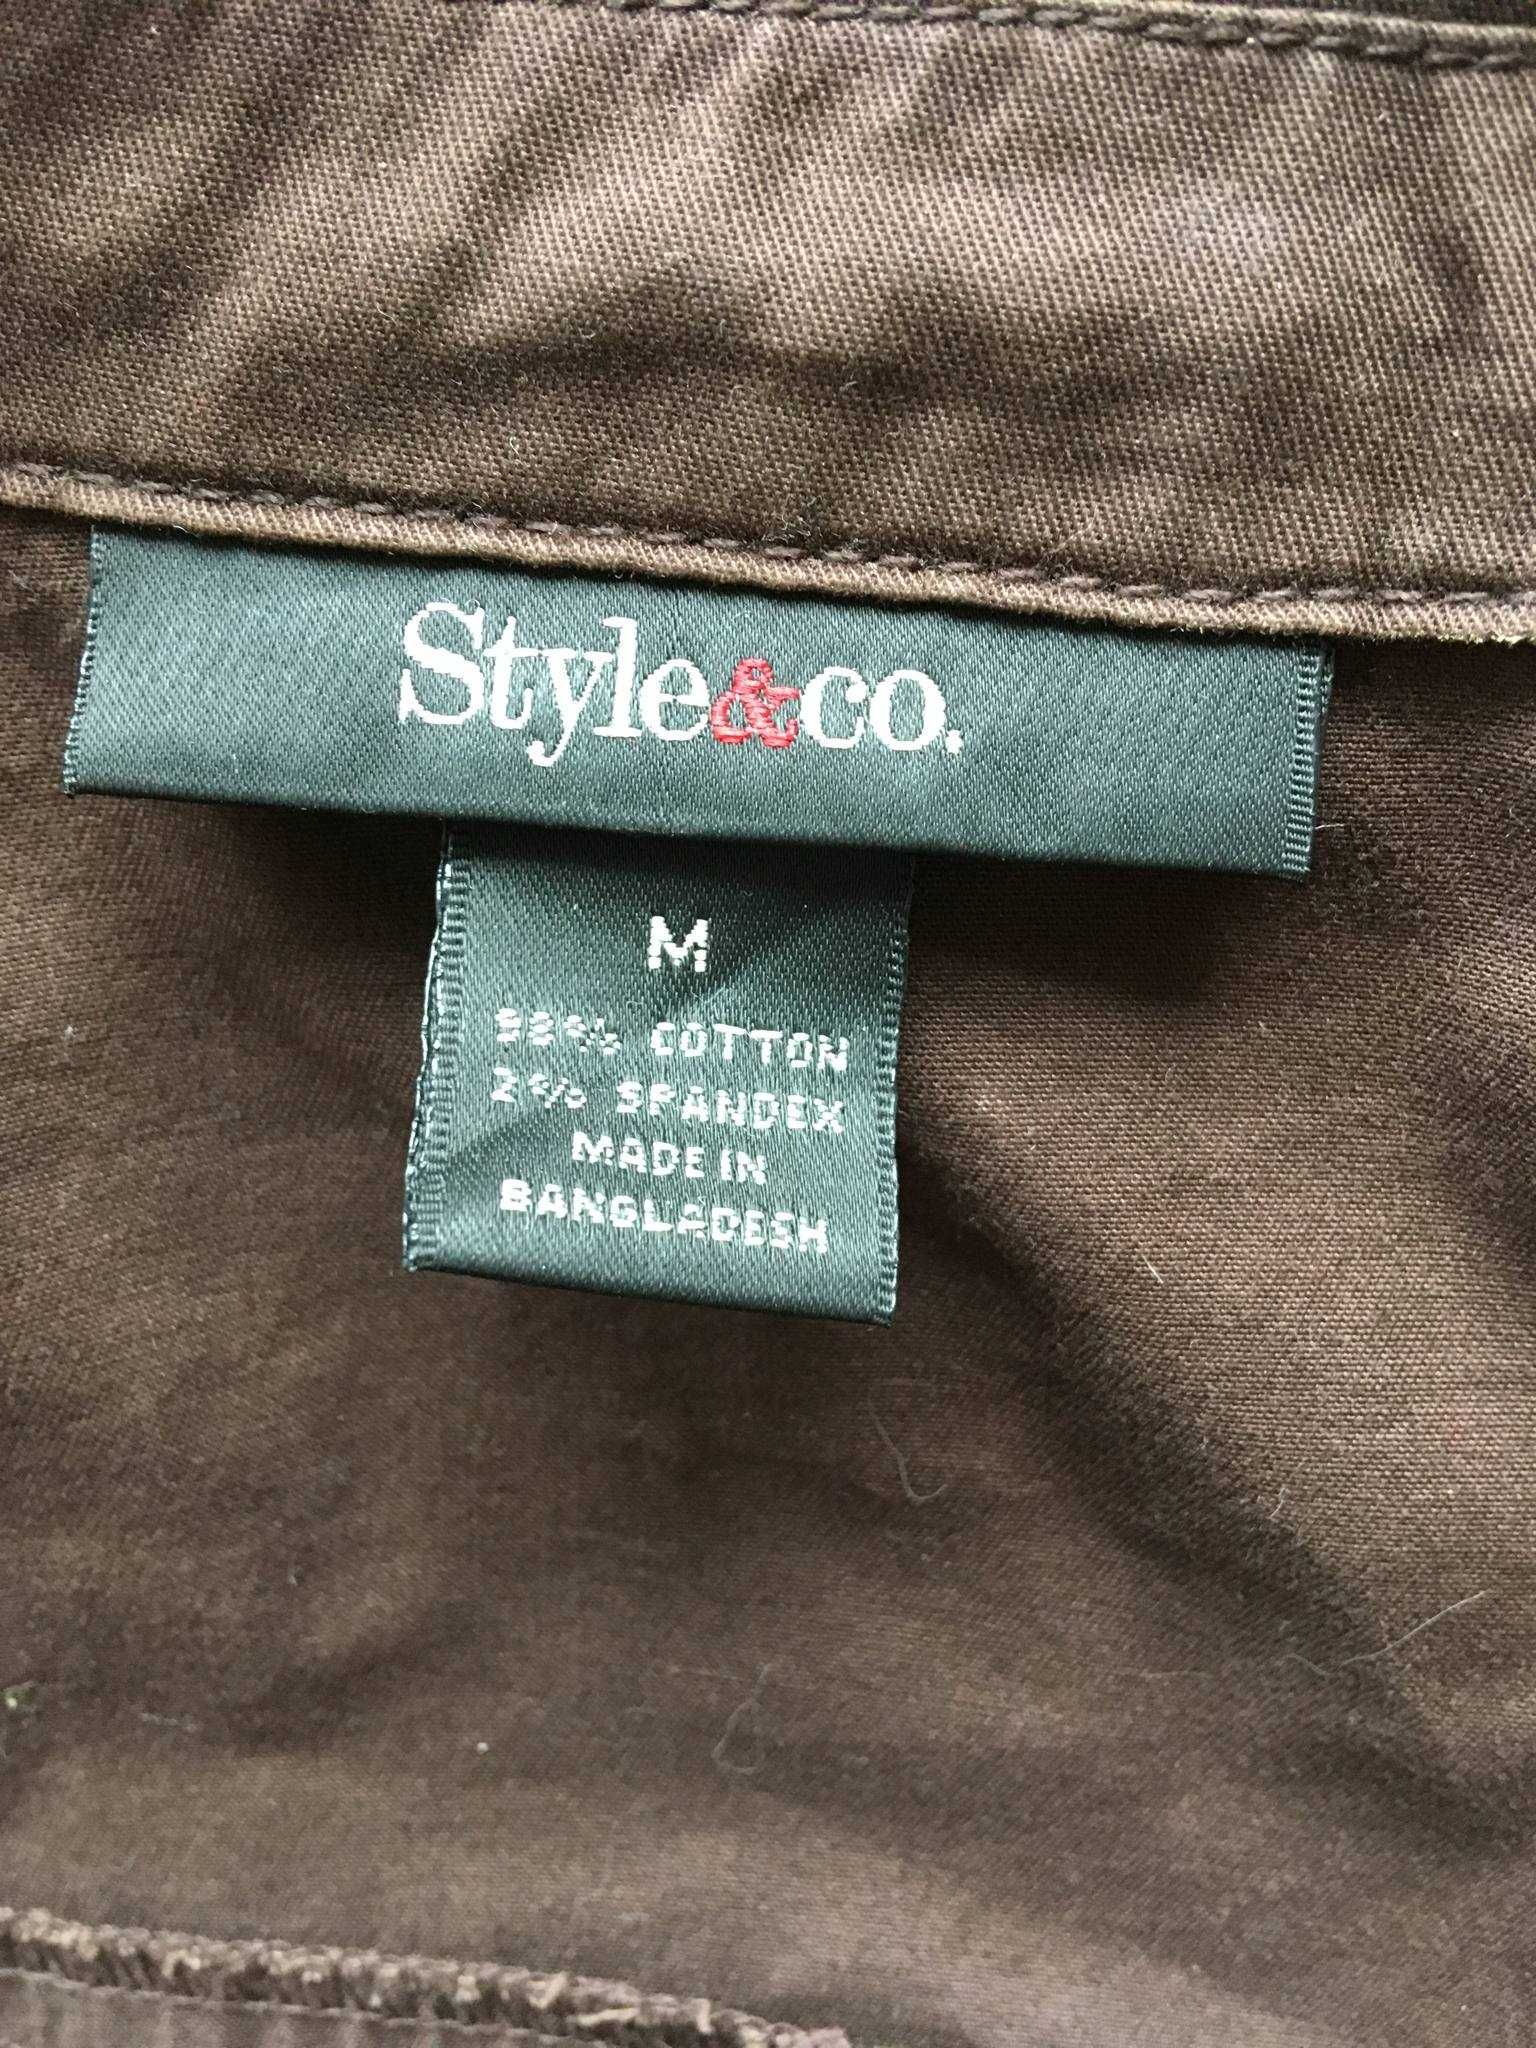 Style&co.
M
98% COTTON
2% SPANDEX
MADE IN
BANGLADESH